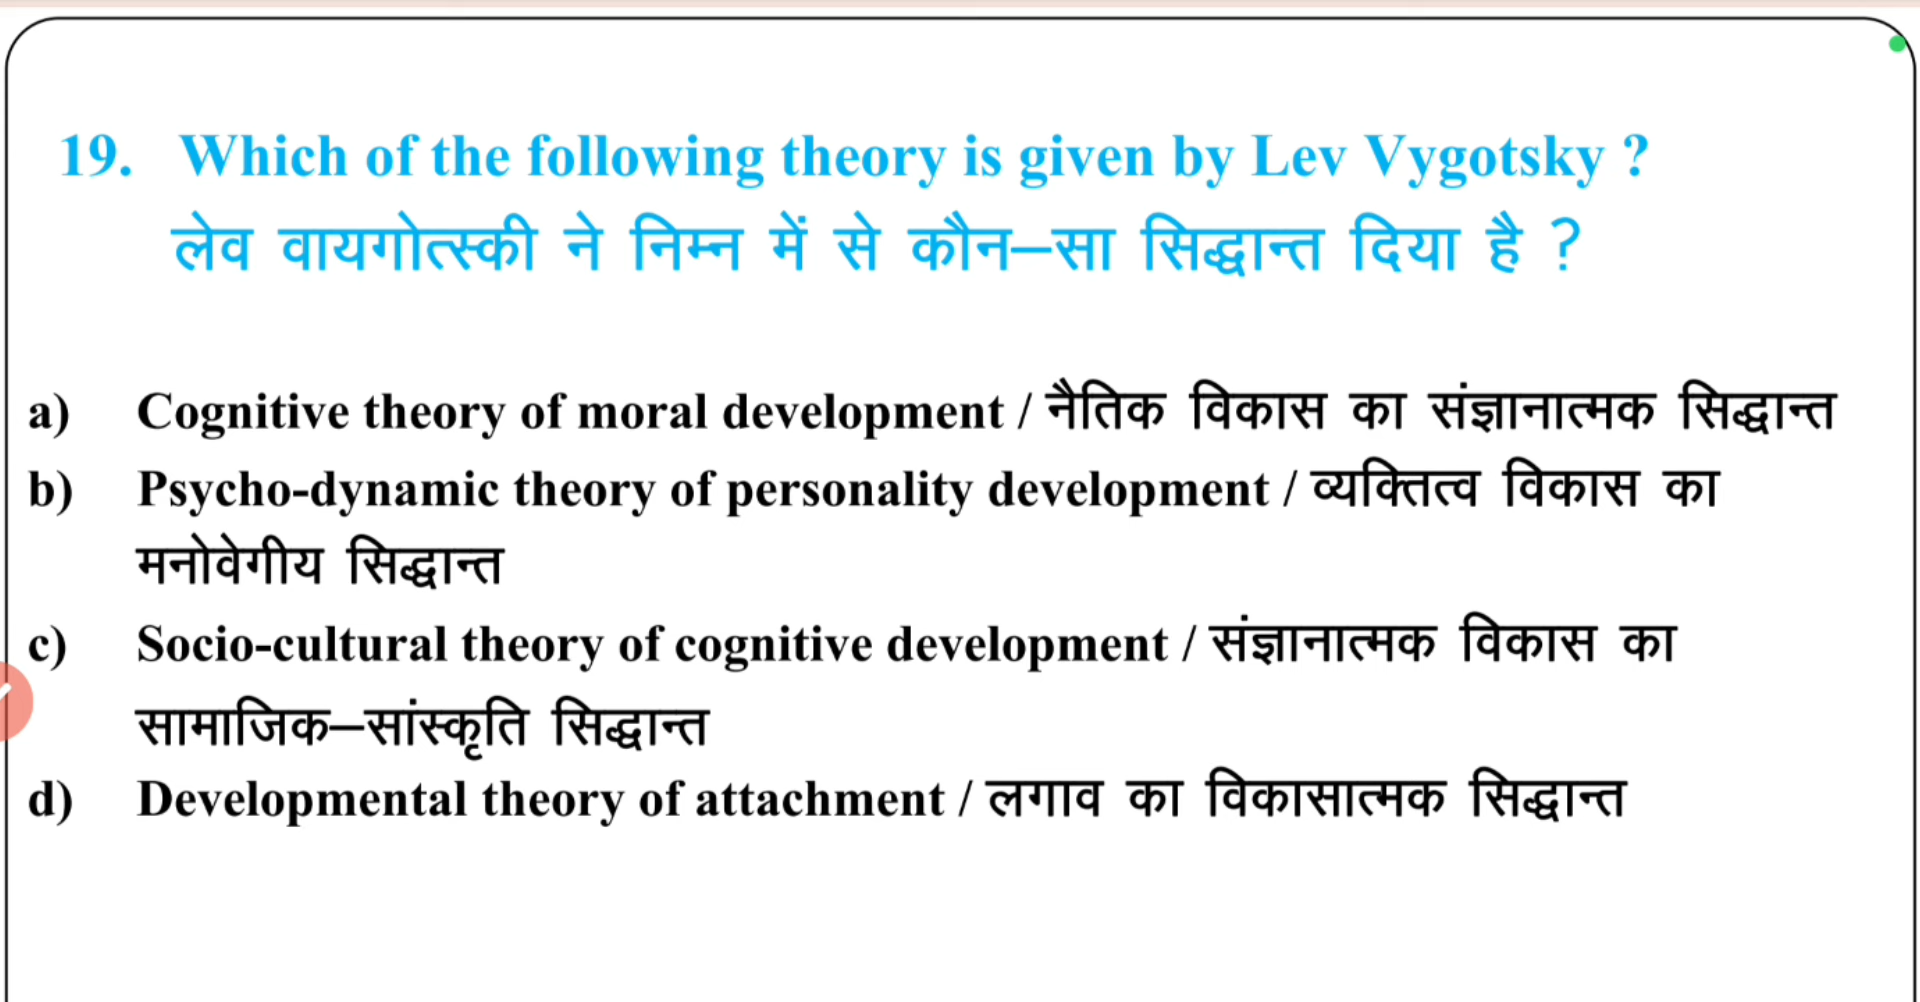 19. Which of the following theory is given by Lev Vygotsky ?
लेव वायगोत्स्की ने निम्न में से कौन–सा सिद्धान्त दिया है ?
a) Cognitive theory of moral development / नैतिक विकास का संज्ञानात्मक सिद्धान्त
b) Psycho-dynamic theory of personality development / व्यक्तित्व विकास का
मनोवेगीय सिद्धान्त
c) Socio-cultural theory of cognitive development / संज्ञानात्मक विकास का
सामाजिक–सांस्कृति सिद्धान्त
d) Developmental theory of attachment / लगाव का विकासात्मक सिद्धान्त